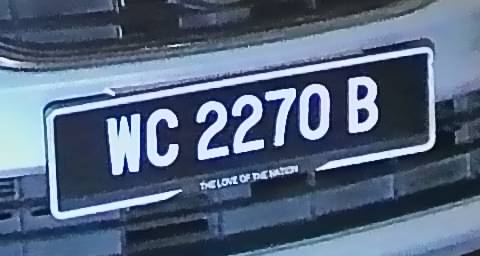 WC 2270 B
THE LOVE OF THE NATION